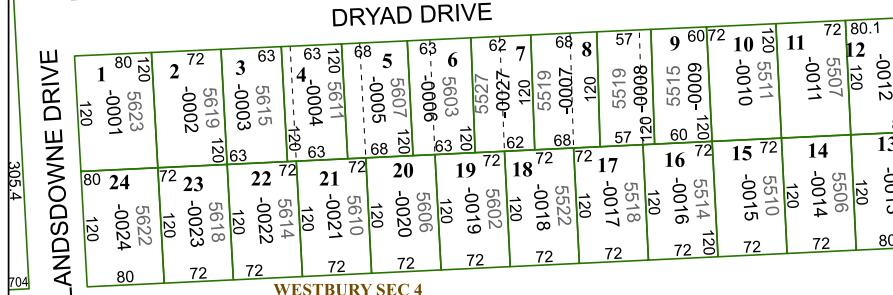 DRYAD DRIVE
LANDSDOWNE DRIVE
305.4
704
1 80 120 -0001 5623 120
2 72 -0002 5619 120
3 63 -0003 5615 63
4 63 120 -0004 5611 120 63
5 68 -0005 5607 120 68
6 63 -0006 5603 120 63
7 62 -0027 5527 120 62
8 68 -0007 5519 120 68
57 -0008 5519 120 57
9 60 -0009 5515 120 60
10 72 120 -0010 5511
11 72 -0011 5507
12 80.1 -0012 120
24 80 -0024 5622 120 80
23 72 -0023 5618 120 72
22 72 -0022 5614 120 72
21 72 -0021 5610 120 72
20 -0020 5606 120 72
19 72 -0019 5602 120 72
18 72 -0018 5522 120 72
17 72 -0017 5518 120 72
16 72 -0016 5514 120 72 120
15 72 -0015 5510 120 72
14 -0014 5506 120 72
13 -0013 120 80
WESTBURY SEC 4